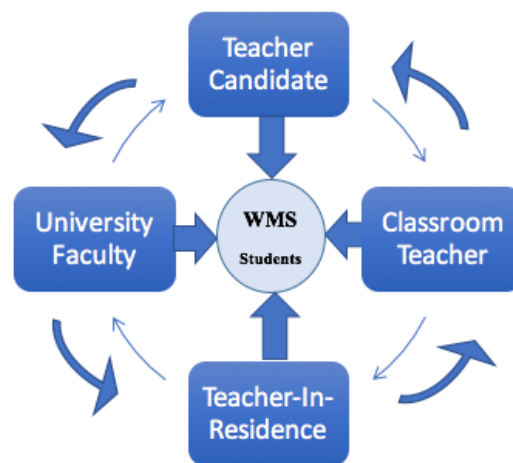 Teacher
Candidate
University
Faculty
WMS
Students
Classroom
Teacher
Teacher-In-
Residence